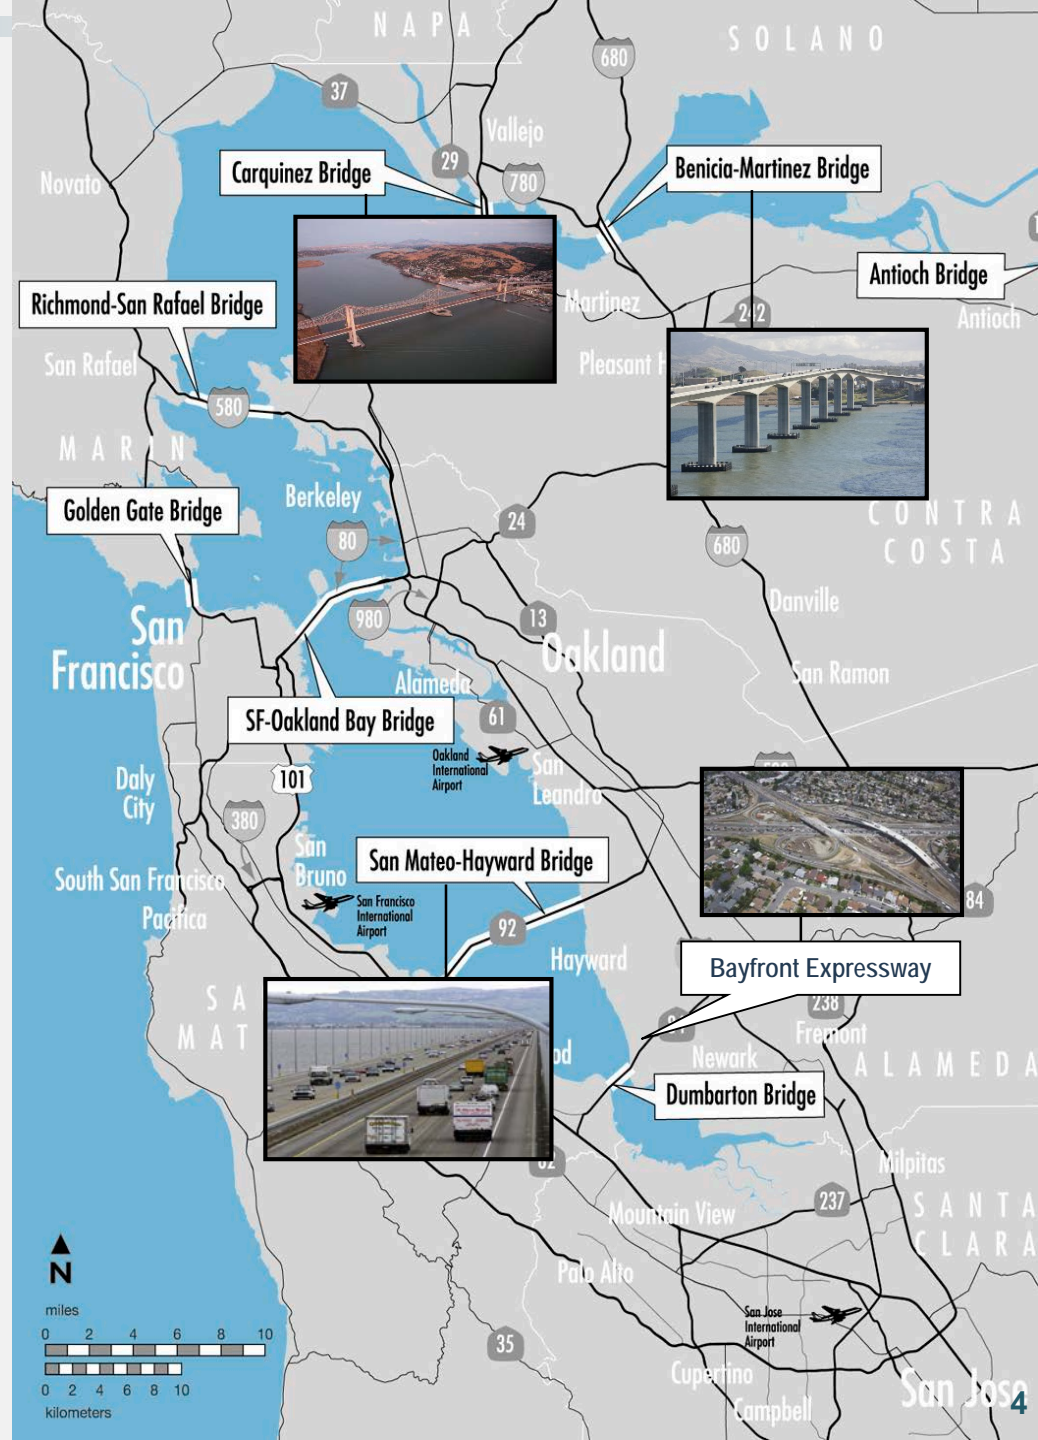 NAPA
SOLANO
680
37
Vallejo
29
Carquinez Bridge
780
Benicia-Martinez Bridge
Novato
Antioch Bridge
Richmond-San Rafael Bridge
Martinez
242
Antioch
San Rafael
Pleasant H
580
MARIN
Berkeley
Golden Gate Bridge
24
CONTRA
COSTA
80
680
980
13
Danville
San
Francisco
Oakland
San Ramon
Alameda
SF-Oakland Bay Bridge
61
Oakland
International
Airport
San
Leandro
Daly
City
101
380
San
Bruno
San Mateo-Hayward Bridge
South San Francisco
Pacifica
San Francisco
International
Airport
84
92
Hayward
Bayfront Expressway
SA
MAT
238
Fremont
od
Newark
ALAMEDA
Dumbarton Bridge
Milpitas
237
Mountain View
SANTA
CLARA
N
Palo Alto
miles
0 2 4 6 8 10
San Jose
International
Airport
35
0 2 4 6 8 10
kilometers
Cupertino
Campbell
San Jose
4